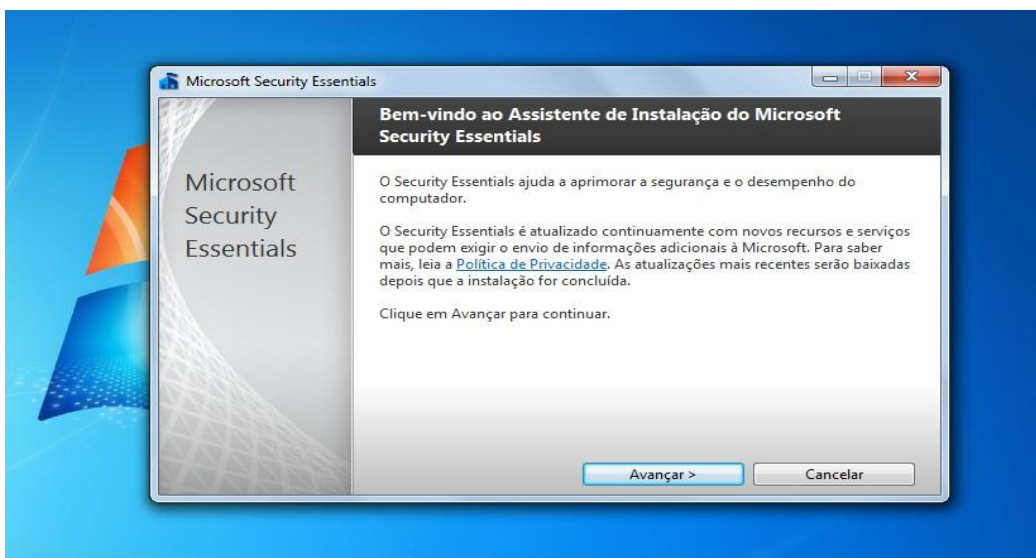 Microsoft Security Essentials
Bem-vindo ao Assistente de Instalação do Microsoft
Security Essentials
Microsoft
Security
Essentials
O Security Essentials ajuda a aprimorar a segurança e o desempenho do
computador.
O Security Essentials é atualizado continuamente com novos recursos e serviços
que podem exigir o envio de informações adicionais à Microsoft. Para saber
mais, leia a Política de Privacidade. As atualizações mais recentes serão baixadas
depois que a instalação for concluída.
Clique em Avançar para continuar.
Avançar >
Cancelar